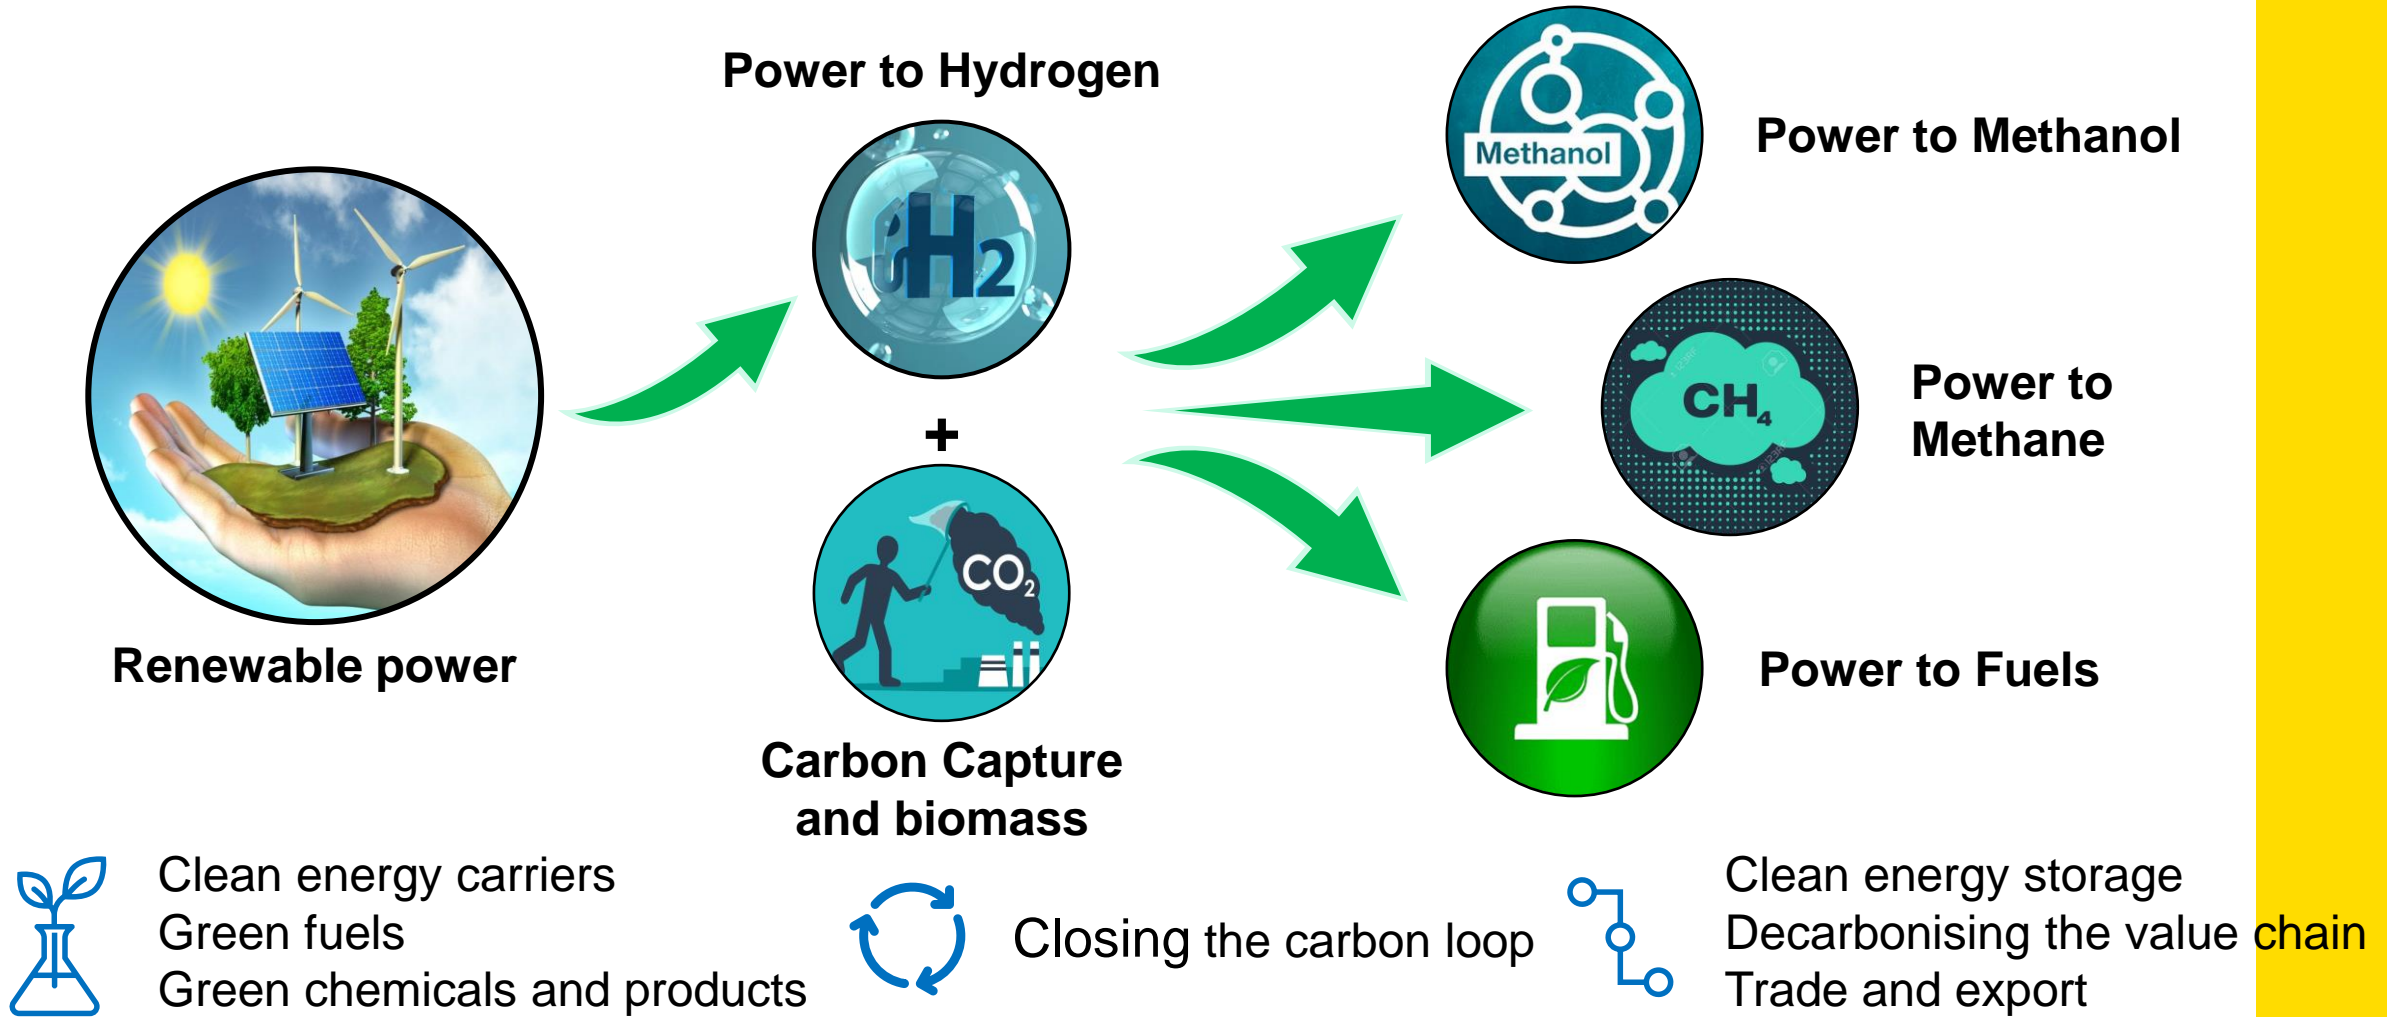 Power to Hydrogen
H2
+
CO2
Renewable power
Carbon Capture
and biomass
Methanol
Power to Methanol
CH4
Power to
Methane
Power to Fuels
Clean energy carriers
Green fuels
Green chemicals and products
Closing the carbon loop
Clean energy storage
Decarbonising the value chain
Trade and export